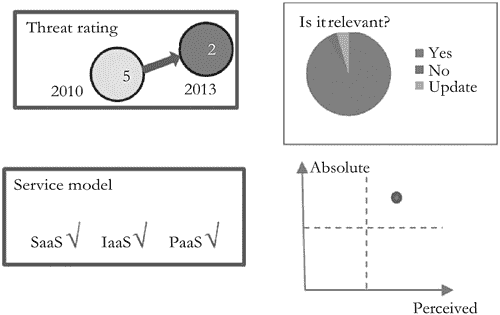 Threat rating
5
2
2010
2013
Is it relevant?
Yes
No
Update
Service model
SaaS √ IaaS √ PaaS √
Absolute
Perceived